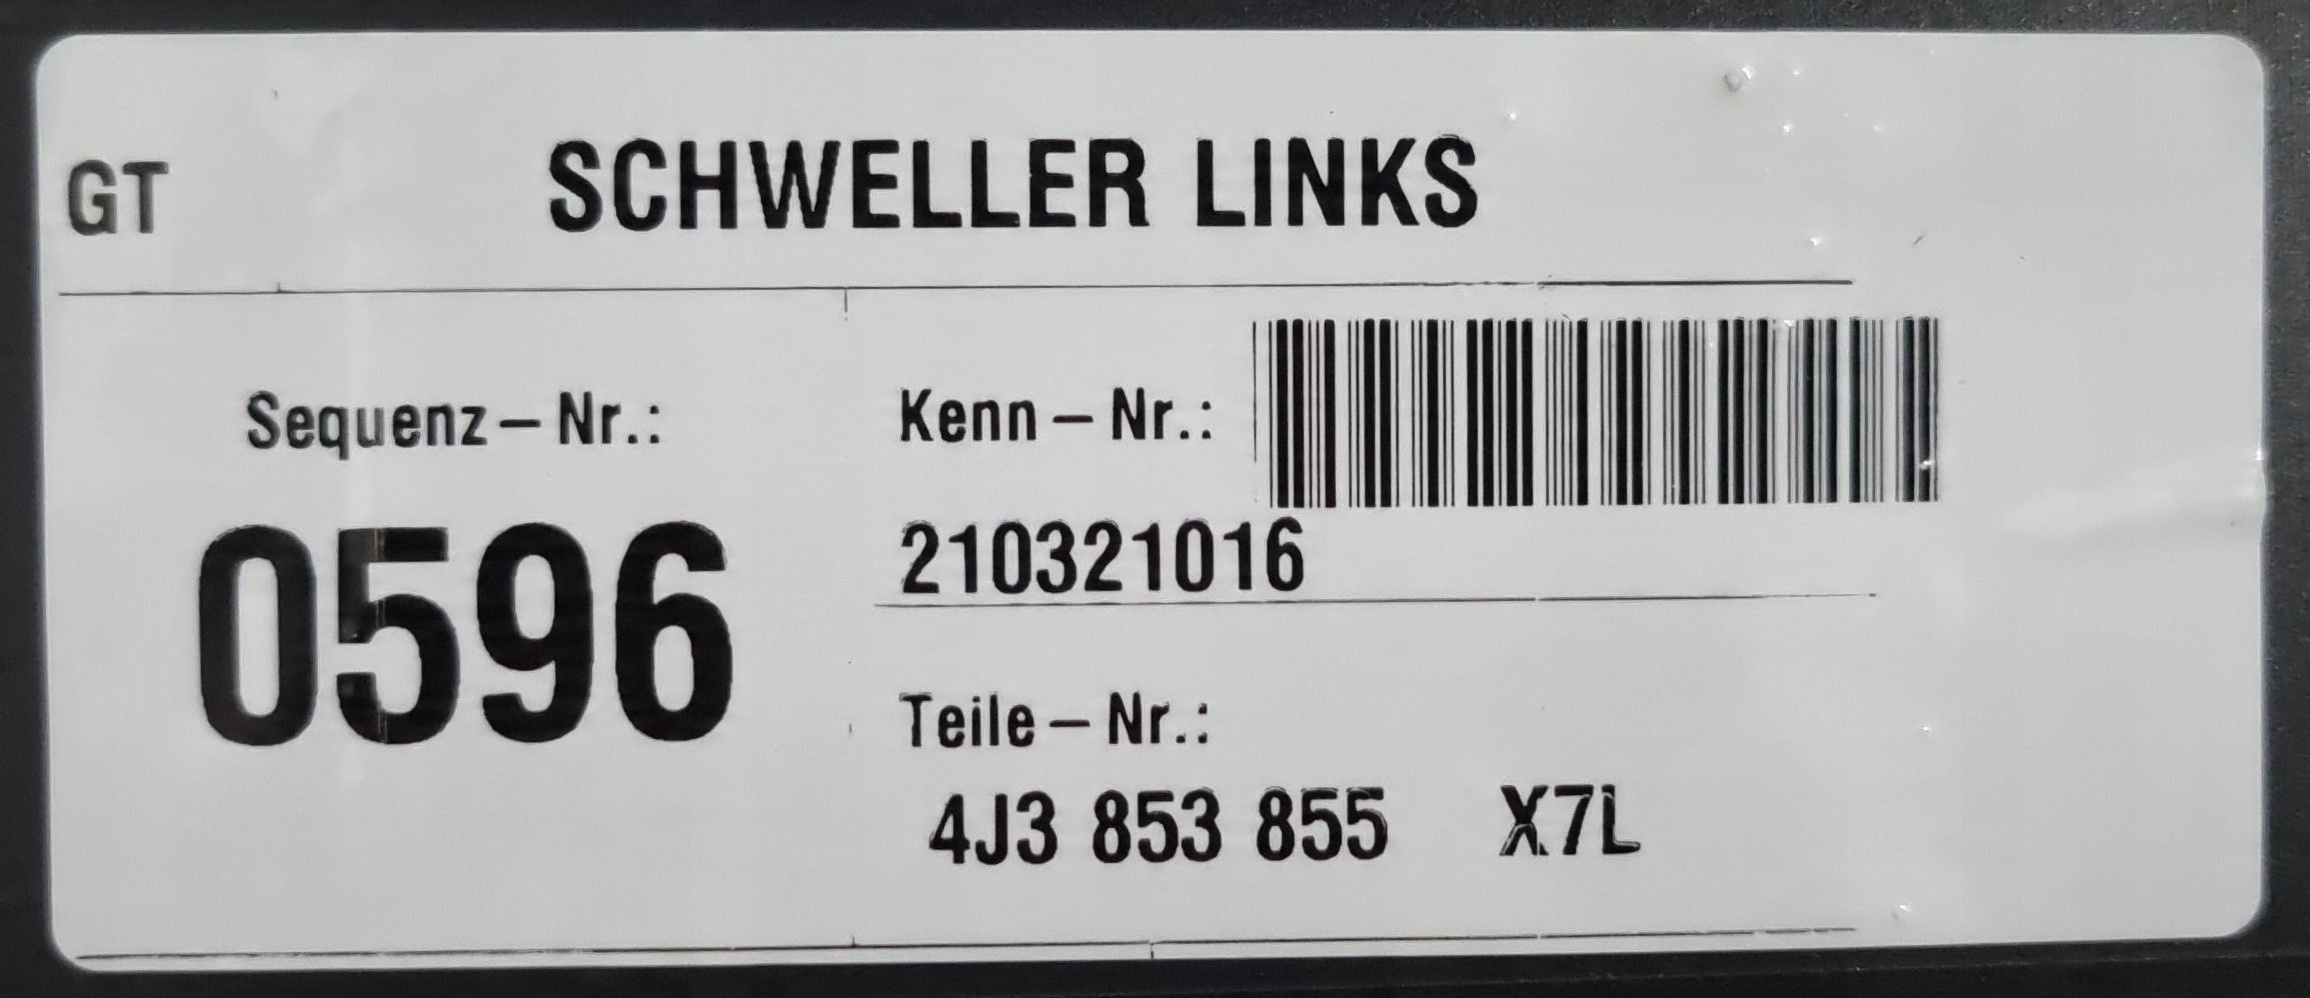 GT SCHWELLER LINKS
Sequenz-Nr.:
0596
Kenn-Nr.:
210321016
Teile-Nr.:
4J3 853 855 X7L